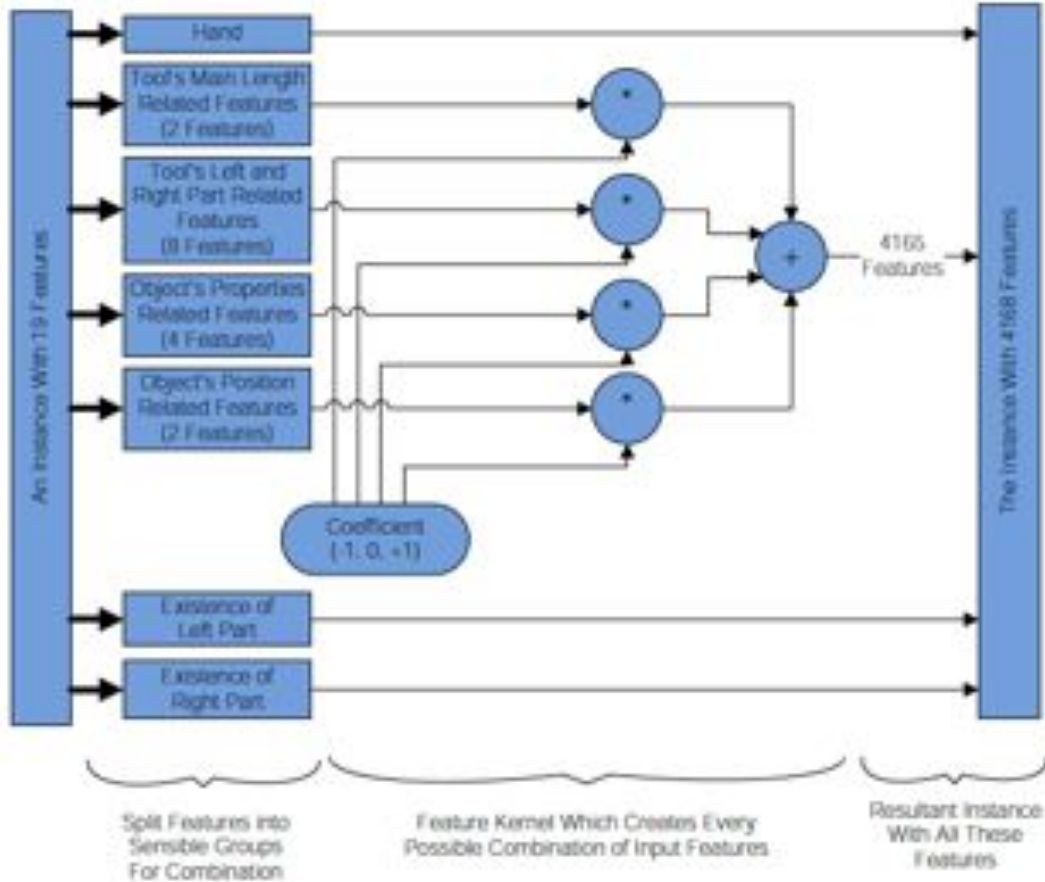 An Instance With 19 Features
Hand
Tool's Main Length
Related Features
(2 Features)
Tool's Left and
Right Part Related
Features
(8 Features)
Object's Properties
Related Features
(4 Features)
Object's Position
Related Features
(2 Features)
*
*
*
*
+
4165
Features
Coefficient
(-1, 0, +1)
Existence of
Left Part
Existence of
Right Part
The Instance With 4168 Features
Split Features into
Sensible Groups
For Combination
Feature Kernel Which Creates Every
Possible Combination of Input Features
Resultant Instance
With All These
Features